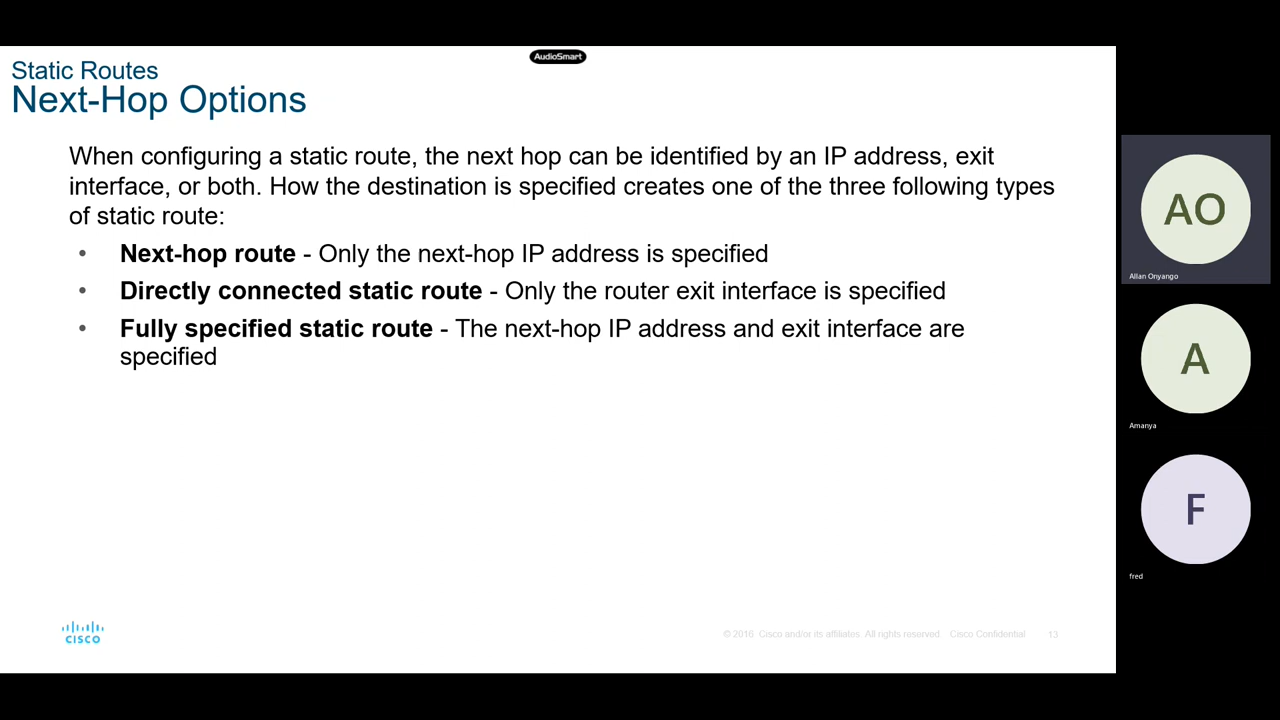 AudioSmart
Static Routes
Next-Hop Options
When configuring a static route, the next hop can be identified by an IP address, exit
interface, or both. How the destination is specified creates one of the three following types
of static route:
• Next-hop route - Only the next-hop IP address is specified
• Directly connected static route - Only the router exit interface is specified
• Fully specified static route - The next-hop IP address and exit interface are
specified
CISCO
© 2016 Cisco and/or its affiliates. All rights reserved. Cisco Confidential 13
AO
Allan Onyango
A
Amanya
F
fred